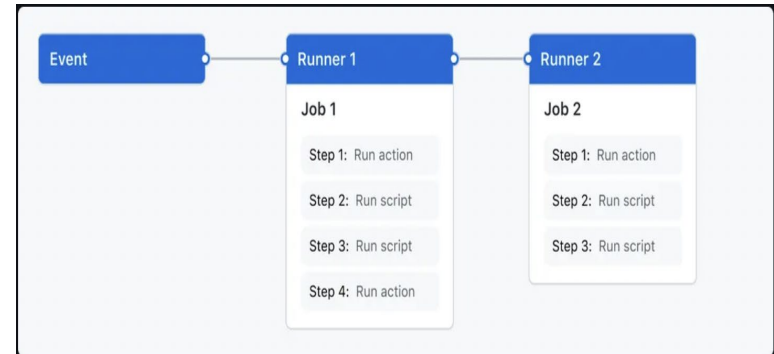 Event
Runner 1
Job 1
Step 1: Run action
Step 2: Run script
Step 3: Run script
Step 4: Run action
Runner 2
Job 2
Step 1: Run action
Step 2: Run script
Step 3: Run script